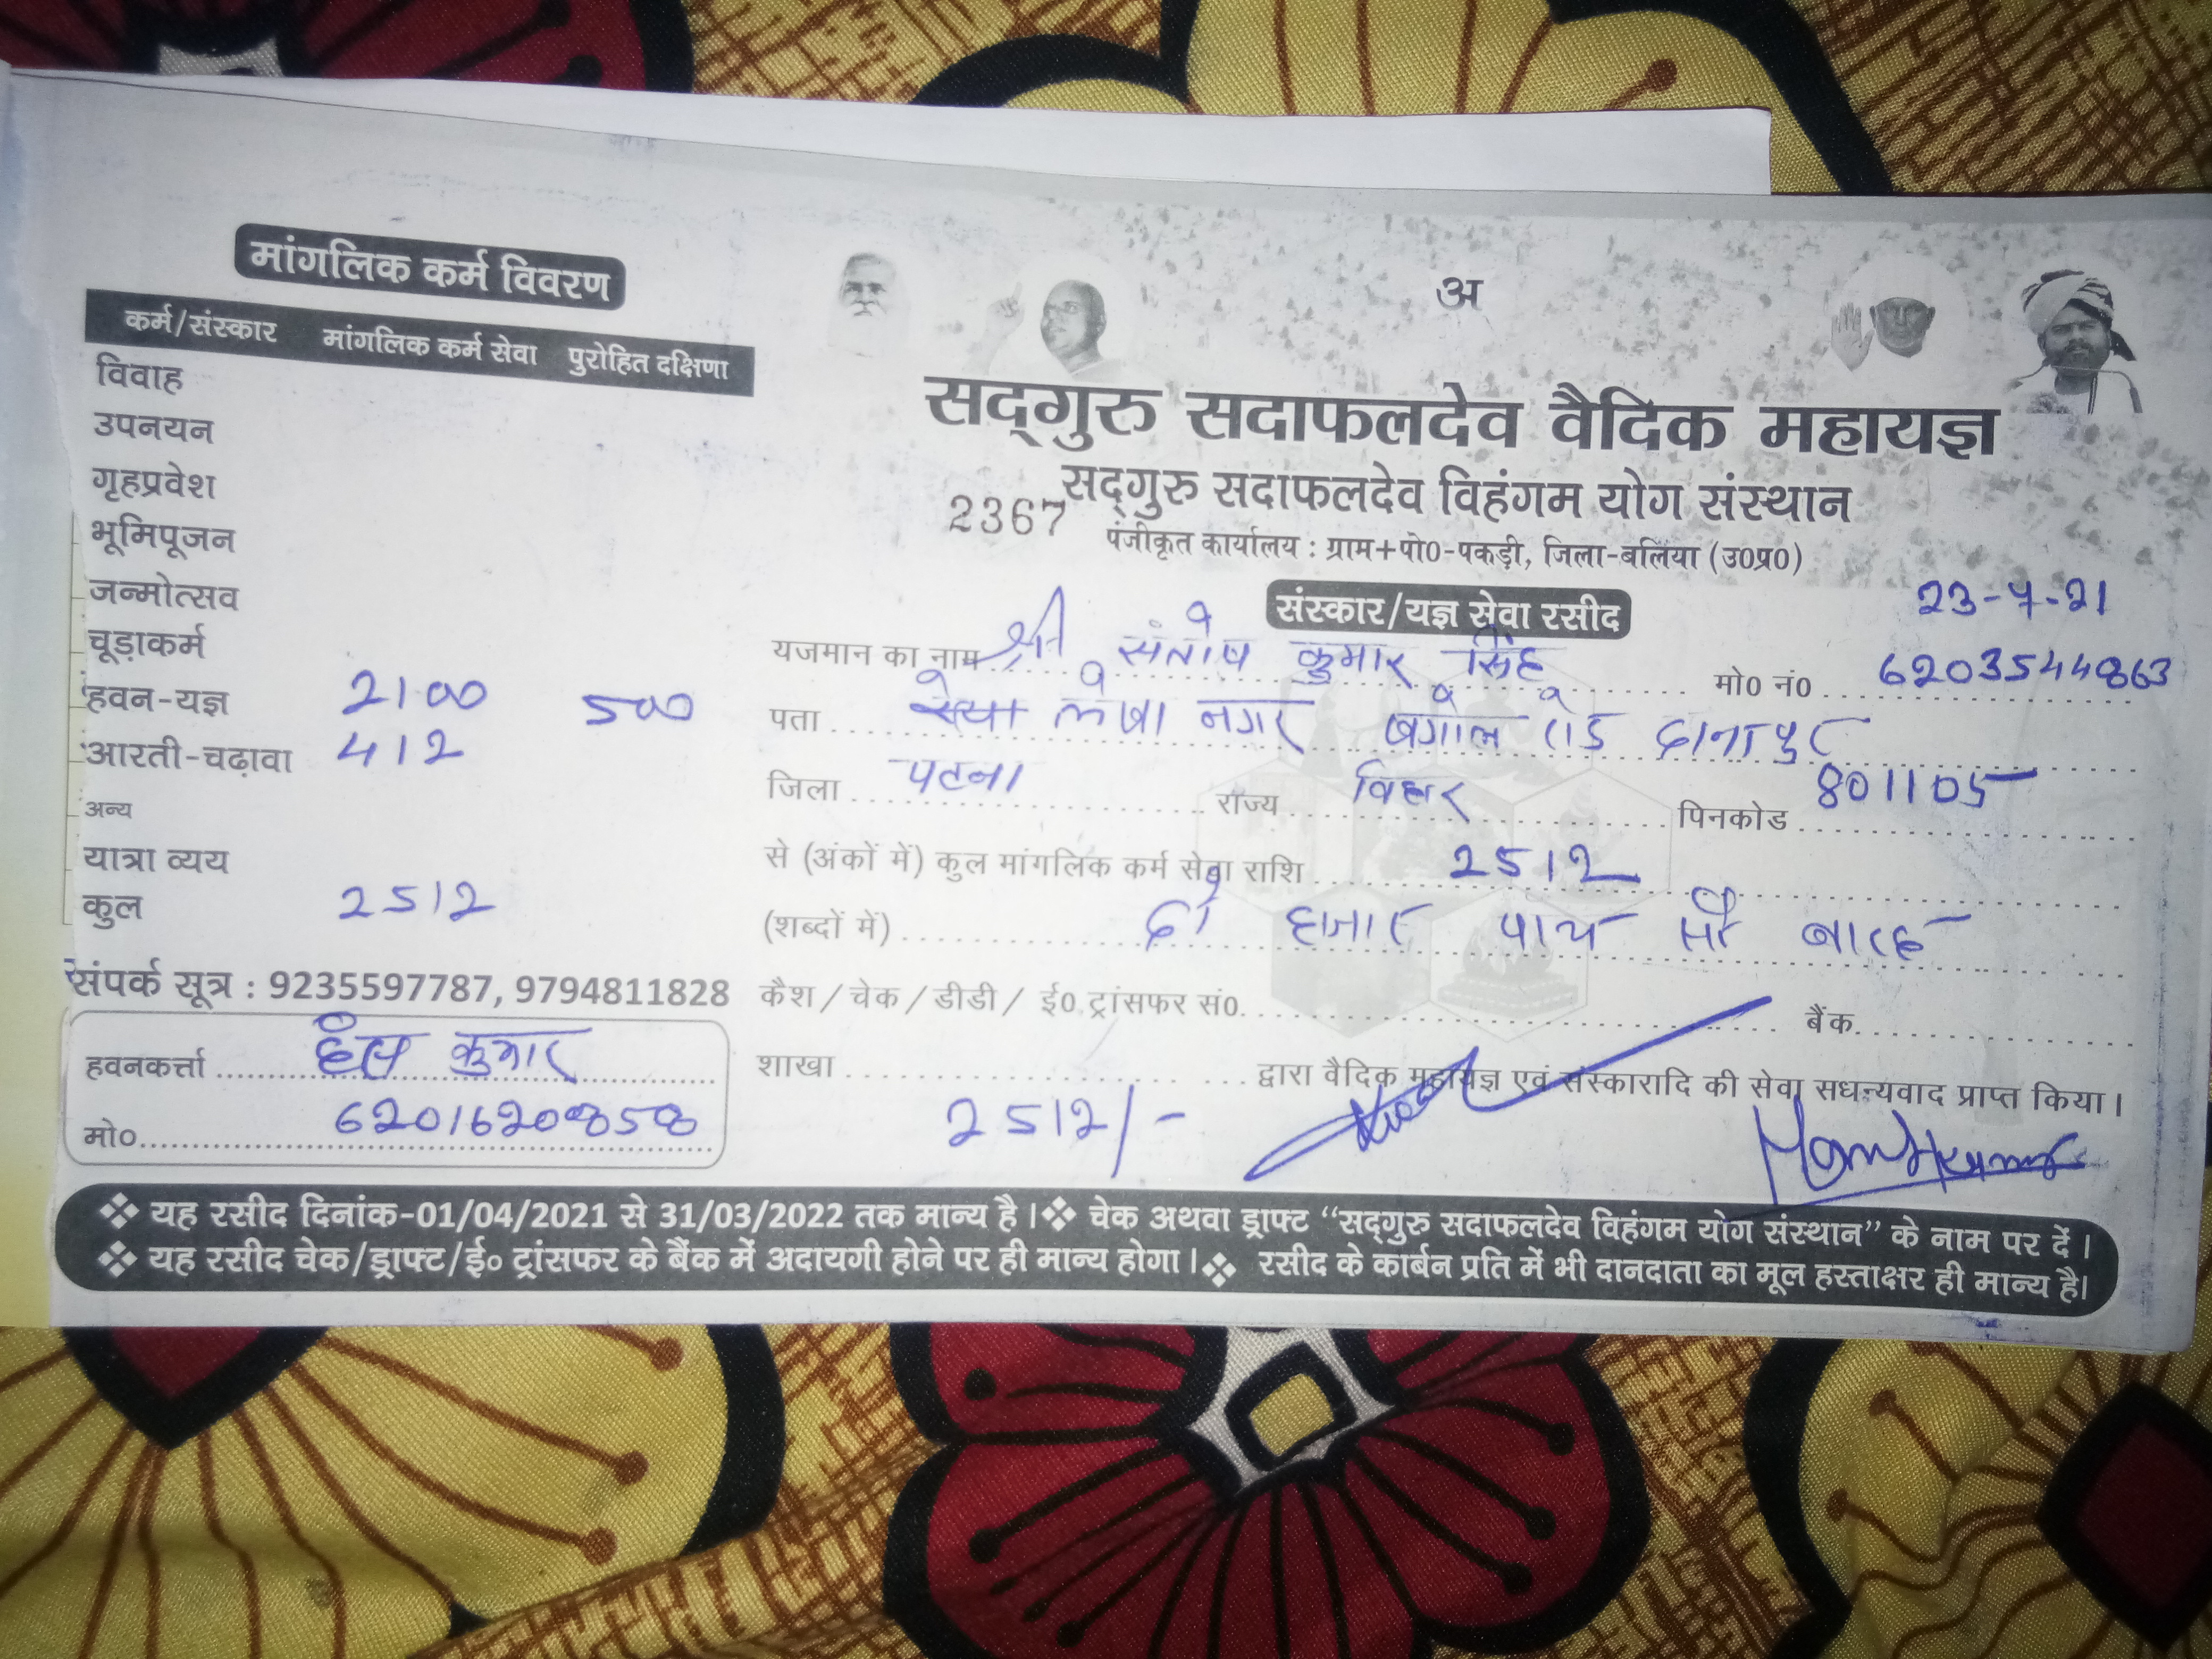 मांगलिक कर्म विवरण
कर्म/संस्कार मांगलिक कर्म सेवा पुरोहित दक्षिणा
विवाह
उपनयन
गृहप्रवेश
भूमिपूजन
जन्मोत्सव
चूड़ाकर्म
हवन-यज्ञ 2100 500
आरती-चढ़ावा 412
अन्य
यात्रा व्यय
कुल 2512
संपर्क सूत्र : 9235597787, 9794811828
हवनकर्त्ता कुमार
मो०
अ
सद्गुरु सदाफलदेव वैदिक महायज्ञ
सद्गुरु सदाफलदेव विहंगम योग संस्थान
2367 पंजीकृत कार्यालय : ग्राम+पो0-पकड़ी, जिला-बलिया (उ0प्र0)
संस्कार/यज्ञ सेवा रसीद 23-7-21
यजमान का नाम श्री संतोष कुमार सिंह मो0 नं0 6203544863
पता लेखा नगर खगोल रोड दानापुर
जिला पटना राज्य बिहार पिनकोड 801105
से (अंकों में) कुल मांगलिक कर्म सेवा राशि 2512
(शब्दों में) दो हजार पाच सौ बारह
कैश/चेक/डीडी/ ई0 ट्रांसफर सं0. बैंक
शाखा द्वारा वैदिक महायज्ञ एवं संस्कारादि की सेवा सधन्यवाद प्राप्त किया।
2512/-
❖ यह रसीद दिनांक-01/04/2021 से 31/03/2022 तक मान्य है। ❖ चेक अथवा ड्राफ्ट “सद्गुरु सदाफलदेव विहंगम योग संस्थान” के नाम पर दें।
❖ यह रसीद चेक/ड्राफ्ट/ई० ट्रांसफर के बैंक में अदायगी होने पर ही मान्य होगा। ❖ रसीद के कार्बन प्रति में भी दानदाता का मूल हस्ताक्षर ही मान्य है।